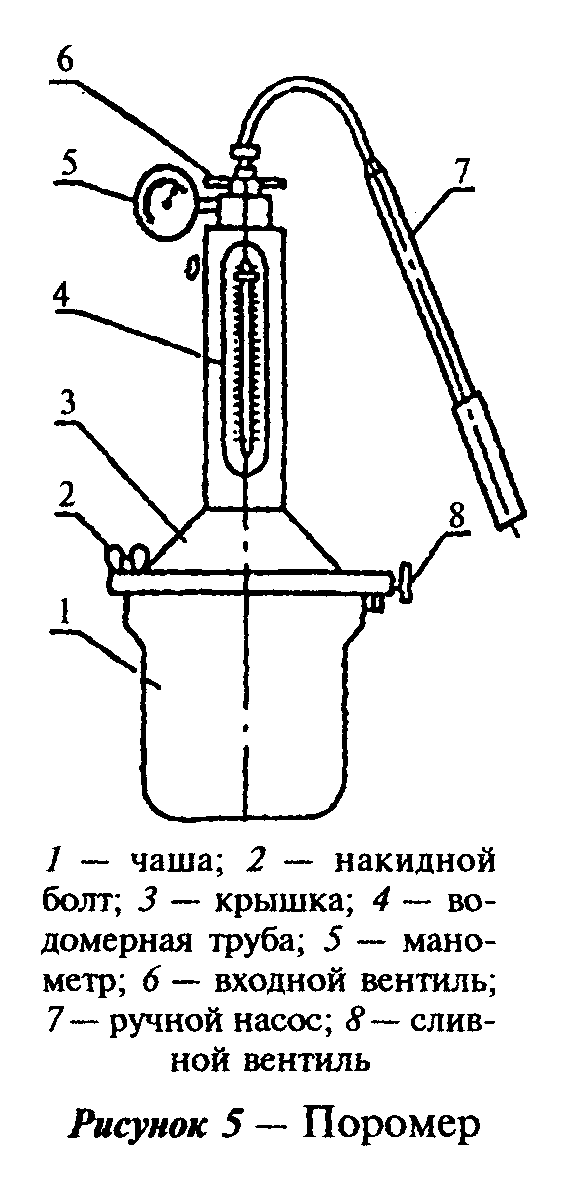 6
5
7
4
3
2
8
1
1 — чаша; 2 — накидной
болт; 3 — крышка; 4 — во-
домерная труба; 5 — мано-
метр; 6 — входной вентиль;
7 — ручной насос; 8 — слив-
ной вентиль
Рисунок 5 — Поромер